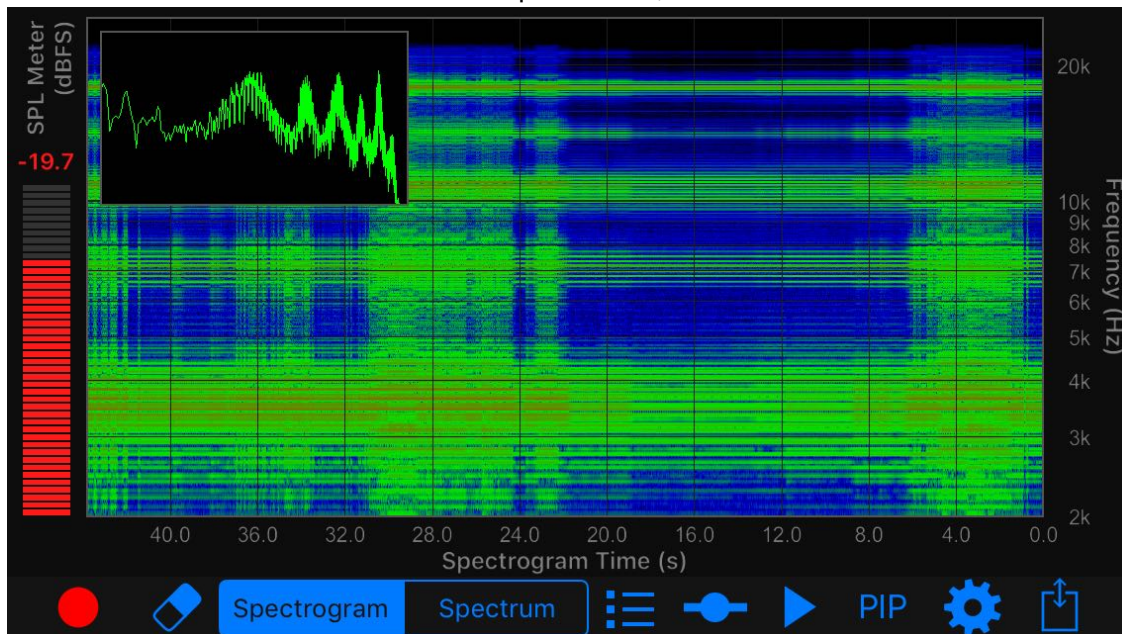 SPL Meter
(dBFS)
-19.7
20k
10k
9k
8k
7k
6k
5k
4k
3k
2k
Frequency (Hz)
40.0 36.0 32.0 28.0 24.0 20.0 16.0 12.0 8.0 4.0 0.0
Spectrogram Time (s)
Spectrogram Spectrum PIP